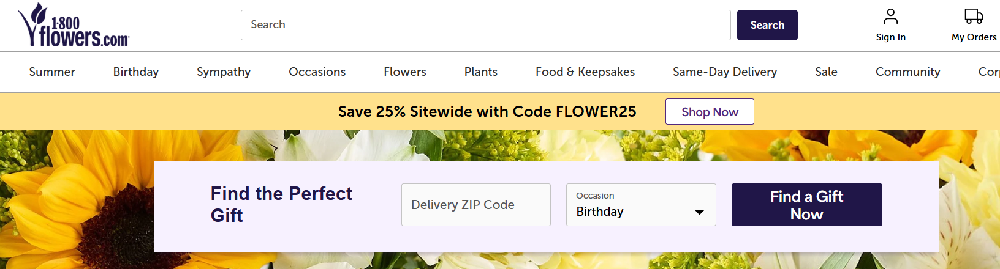 1·800
flowers.com
Search
Search
Sign In
My Orders
Summer
Birthday
Sympathy
Occasions
Flowers
Plants
Food & Keepsakes
Same-Day Delivery
Sale
Community
Save 25% Sitewide with Code FLOWER25
Shop Now
Find the Perfect
Gift
Delivery ZIP Code
Occasion
Birthday
Find a Gift
Now